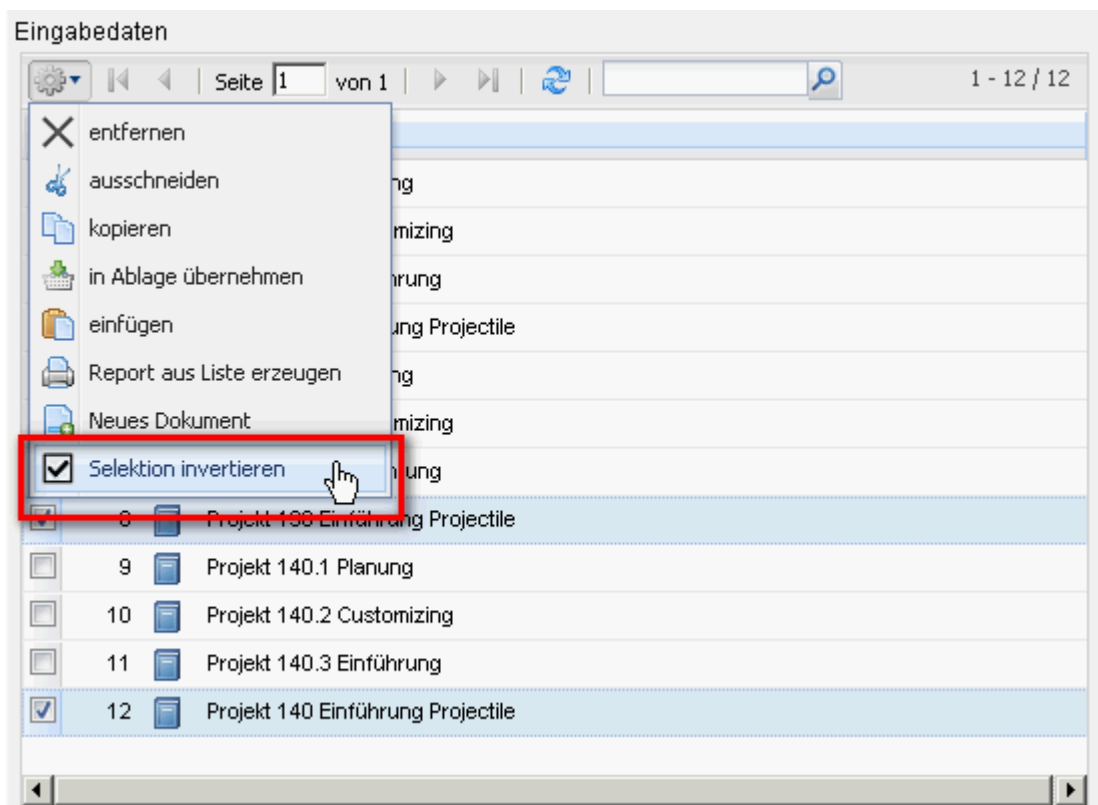 Eingabedaten
Seite 1 von 1 1 - 12 / 12
entfernen
ausschneiden ng
kopieren mizing
in Ablage übernehmen hrung
einfügen ung Projectile
Report aus Liste erzeugen ng
Neues Dokument mizing
Selektion invertieren ung
8 Projekt 138 Einführung Projectile
9 Projekt 140.1 Planung
10 Projekt 140.2 Customizing
11 Projekt 140.3 Einführung
12 Projekt 140 Einführung Projectile